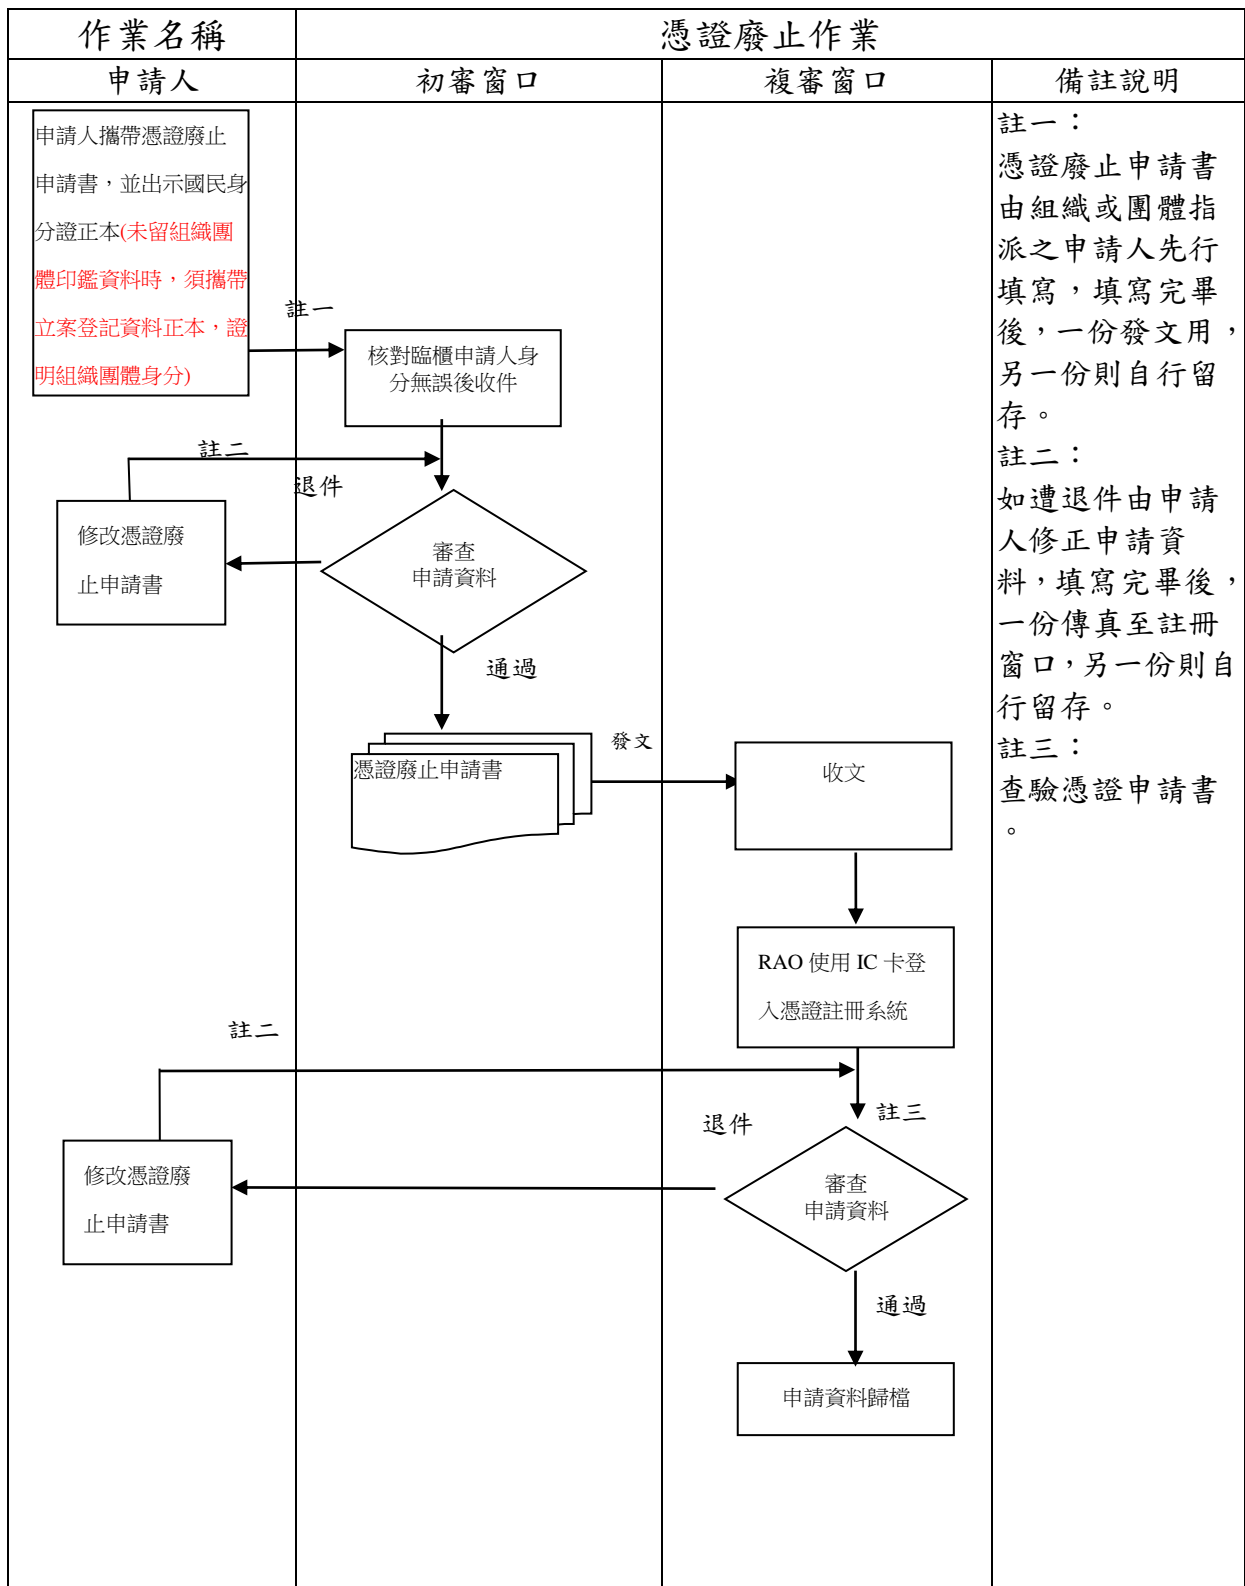 作業名稱
憑證廢止作業
申請人
初審窗口
複審窗口
備註說明
申請人攜帶憑證廢止
申請書，並出示國民身
分證正本(未留組織團
體印鑑資料時，須攜帶
立案登記資料正本，證
明組織團體身分)
註一
核對臨櫃申請人身
分無誤後收件
註二
退件
修改憑證廢
止申請書
審查
申請資料
通過
憑證廢止申請書
發文
收文
RAO 使用 IC 卡登
入憑證註冊系統
註二
退件
註三
修改憑證廢
止申請書
審查
申請資料
通過
申請資料歸檔
註一：
憑證廢止申請書
由組織或團體指
派之申請人先行
填寫，填寫完畢
後，一份發文用，
另一份則自行留
存。
註二：
如遭退件由申請
人修正申請資
料，填寫完畢後，
一份傳真至註冊
窗口，另一份則自
行留存。
註三：
查驗憑證申請書
。